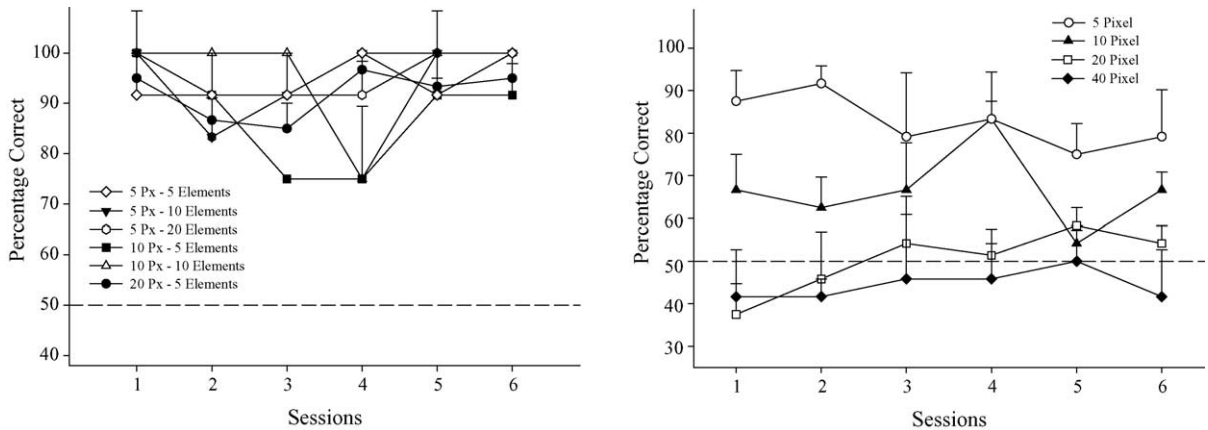 100
90
80
70
60
50
40
Percentage Correct
5 Px - 5 Elements
5 Px - 10 Elements
5 Px - 20 Elements
10 Px - 5 Elements
10 Px - 10 Elements
20 Px - 5 Elements
1 2 3 4 5 6
Sessions
100
90
80
70
60
50
40
30
Percentage Correct
5 Pixel
10 Pixel
20 Pixel
40 Pixel
1 2 3 4 5 6
Sessions